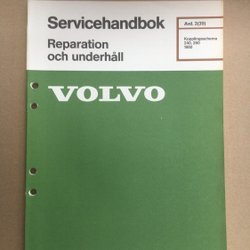 Servicehandbok
Reparation
och underhåll
Avd. 3(39)
Kopplingsschema
240, 260
1982
VOLVO